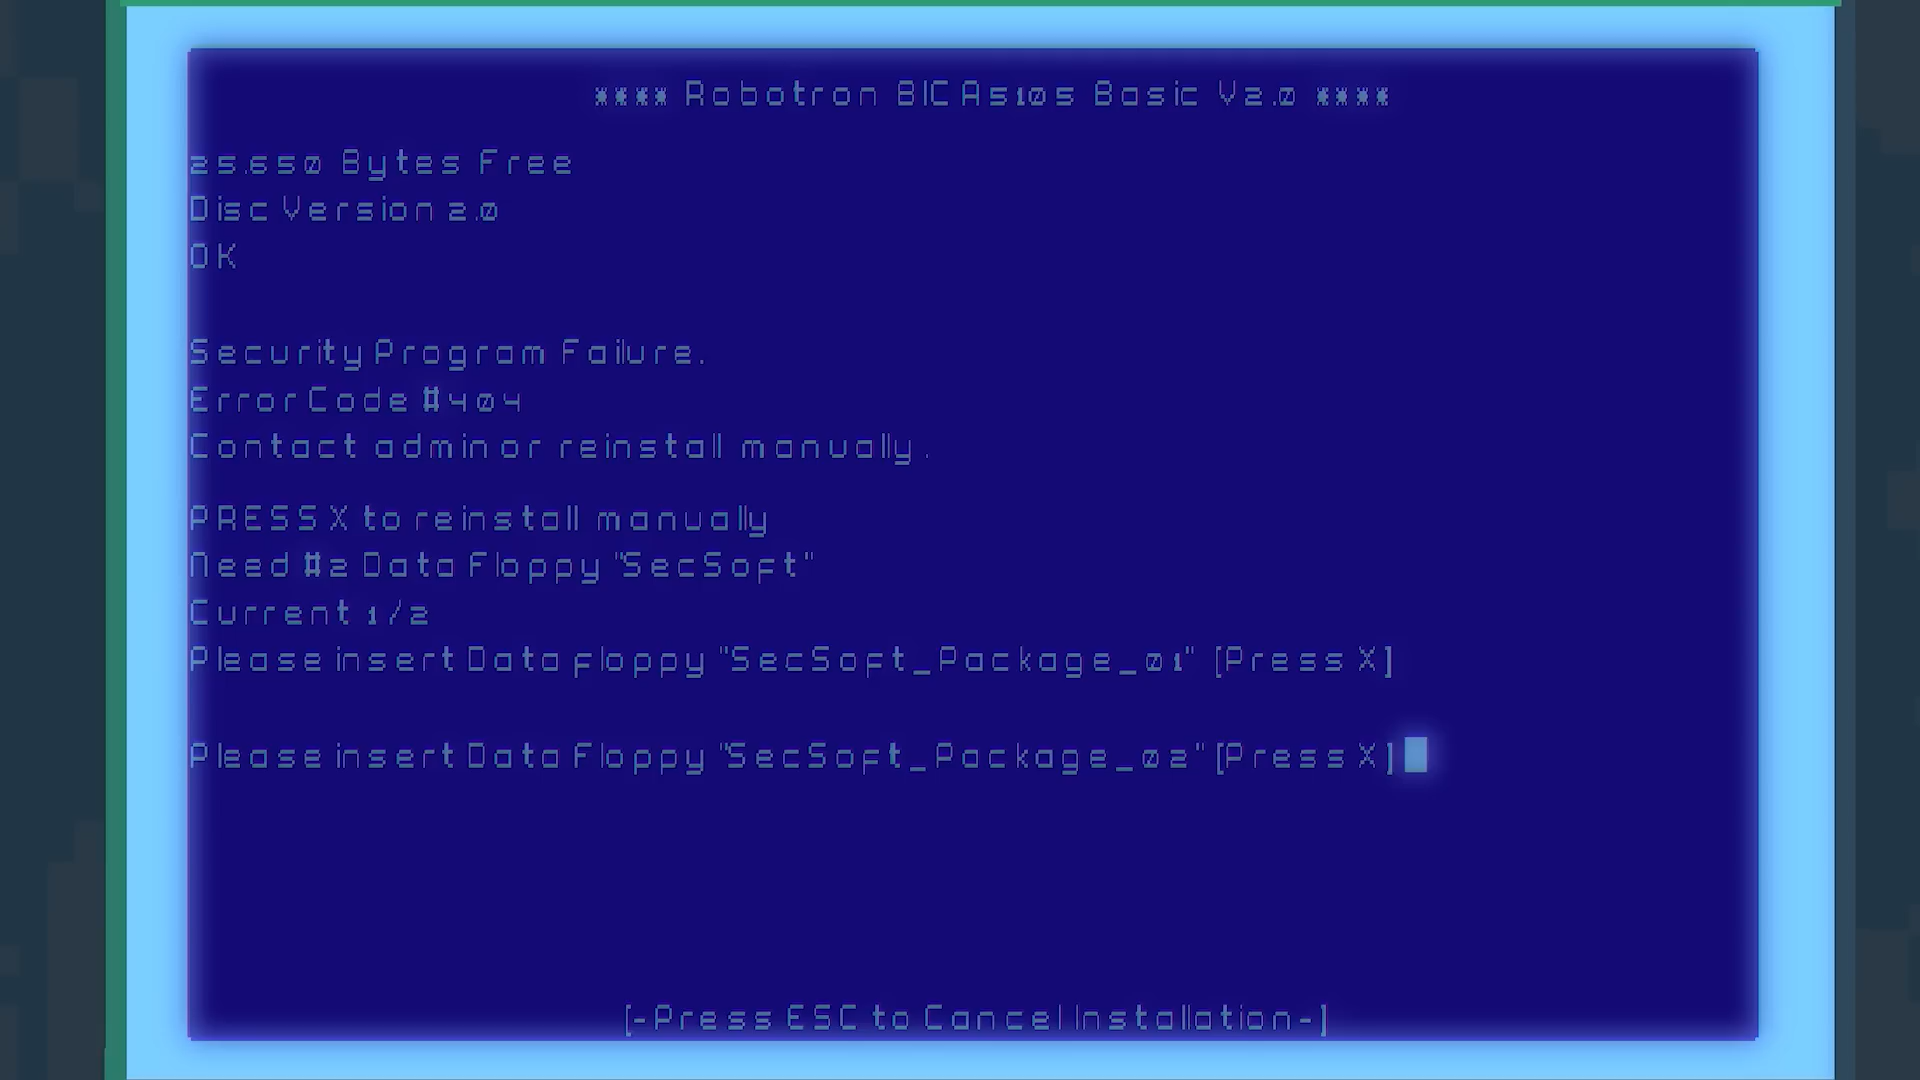 **** Robotron BIC A5105 Basic V2.0 ****
25.650 Bytes Free
Disc Version 2.0
OK
Security Program Failure.
Error Code #404
Contact admin or reinstall manually.
PRESS X to reinstall manually
Need #2 Data Floppy "SecSoft"
Current 1/2
Please insert Data Floppy "SecSoft_Package_01" [Press X]
Please insert Data Floppy "SecSoft_Package_02" [Press X]
[-Press ESC to Cancel Installation-]